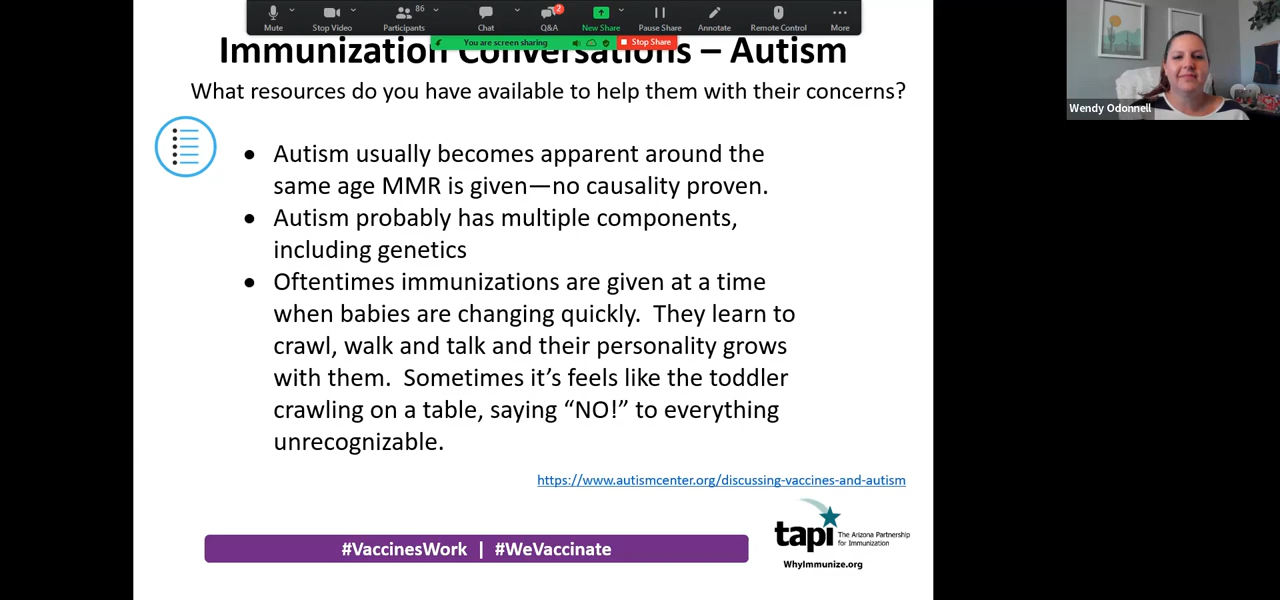 86
2
Mute
Stop Video
Participants
Chat
Q&A
New Share
Pause Share
Annotate
Remote Control
More
You are screen sharing
Stop Share
Wendy Odonnell
Immunization Conversations – Autism
What resources do you have available to help them with their concerns?
• Autism usually becomes apparent around the
same age MMR is given—no causality proven.
• Autism probably has multiple components,
including genetics
• Oftentimes immunizations are given at a time
when babies are changing quickly.  They learn to
crawl, walk and talk and their personality grows
with them.  Sometimes it’s feels like the toddler
crawling on a table, saying “NO!” to everything
unrecognizable.
https://www.autismcenter.org/discussing-vaccines-and-autism
#VaccinesWork | #WeVaccinate
tapi
The Arizona Partnership
for Immunization
WhyImmunize.org